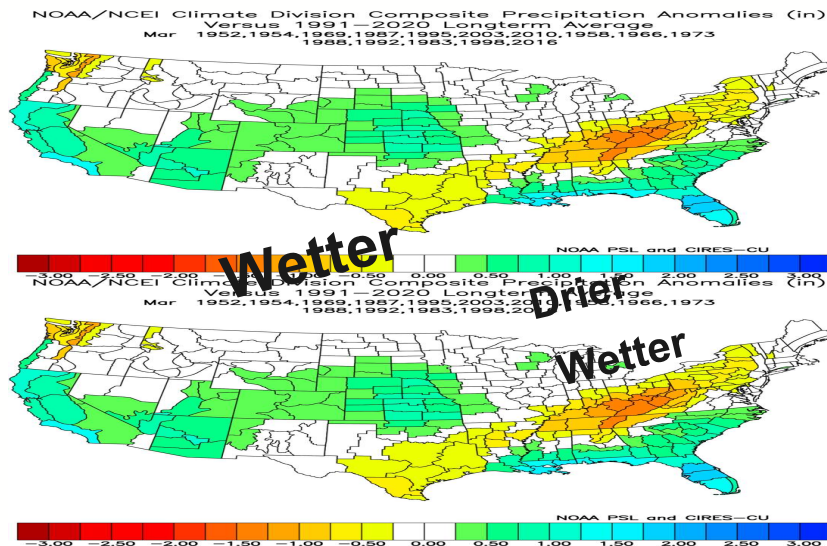 NOAA/NCEI Climate Division Composite Precipitation Anomalies (in)
Versus 1991-2020 Longterm Average
Mar 1952,1954,1969,1987,1995,2003,2010,1958,1966,1973
1988,1992,1983,1998,2016
NOAA PSL and CIRES-CU
-3.00 -2.50 -2.00 -1.50 -0.50 0.00 0.50 1.00 1.50 2.00 2.50 3.00
Wetter
NOAA/NCEI Climate Division Composite Precipitation Anomalies (in)
Versus 1991-2020 Longterm Average
Drier
Mar 1952,1954,1969,1987,1995,2003,2010,1958,1966,1973
1988,1992,1983,1998,20
Wetter
NOAA PSL and CIRES-CU
-3.00 -2.50 -2.00 -1.50 -1.00 -0.50 0.00 0.50 1.00 1.50 2.00 2.50 3.00